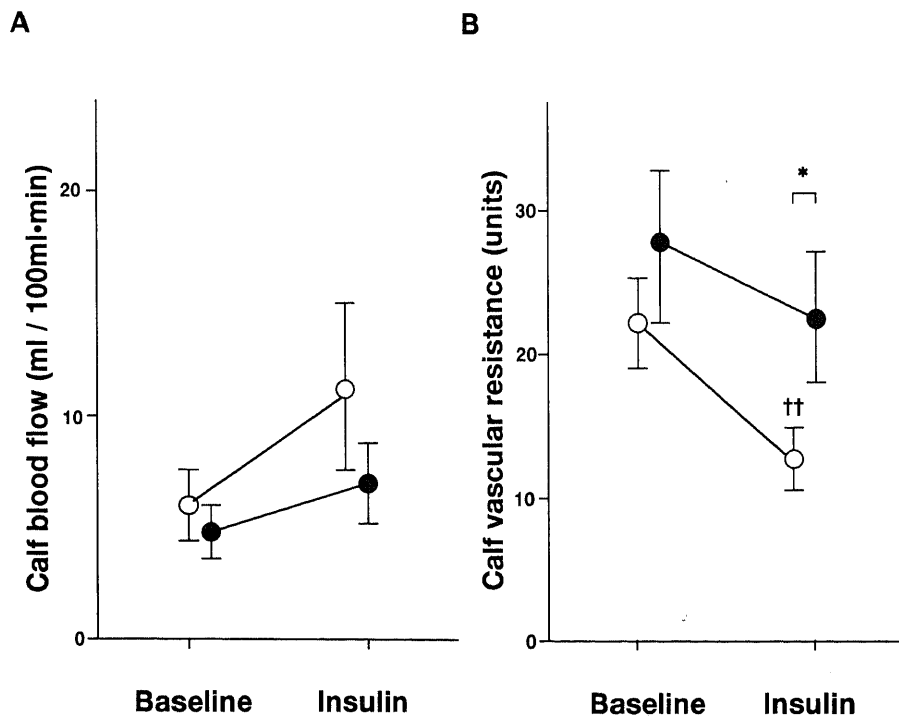 A
B
Calf blood flow (ml / 100ml•min)
20
10
0
Baseline
Insulin
Calf vascular resistance (units)
30
20
10
0
*
††
Baseline
Insulin